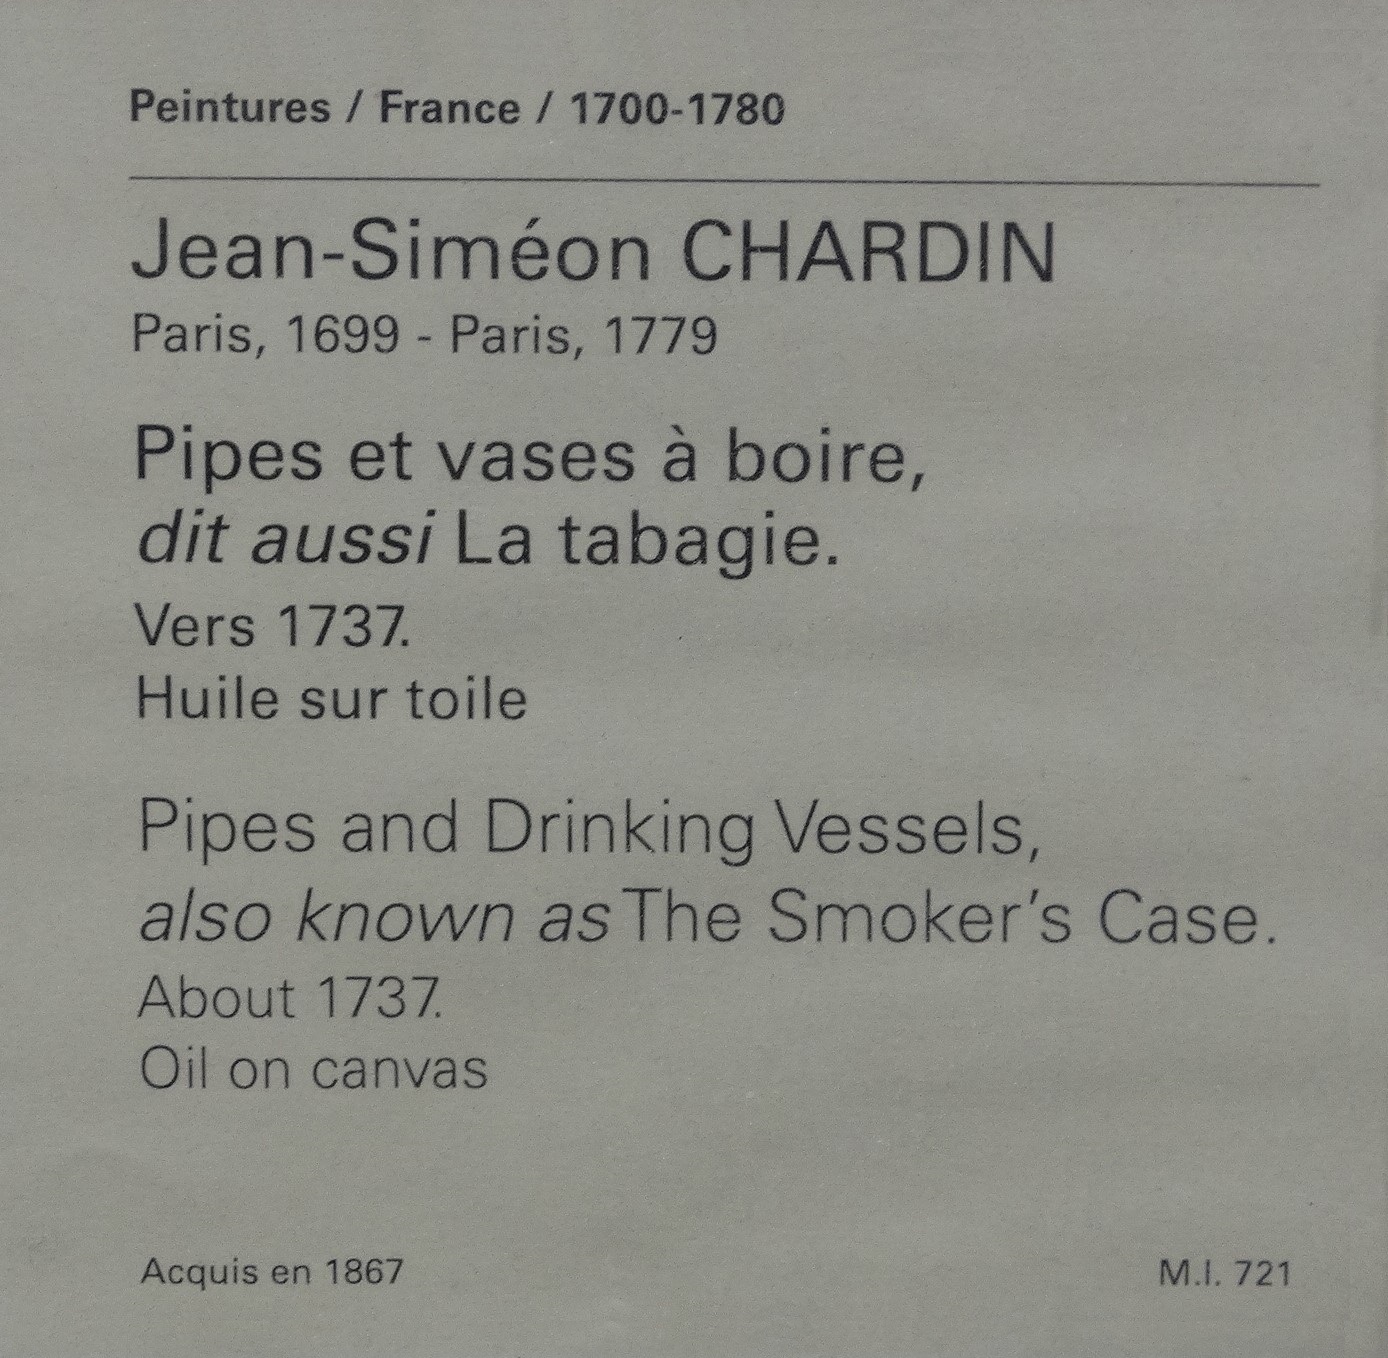 Peintures / France / 1700-1780
Jean-Siméon CHARDIN
Paris, 1699 - Paris, 1779
Pipes et vases à boire,
dit aussi La tabagie.
Vers 1737.
Huile sur toile
Pipes and Drinking Vessels,
also known as The Smoker's Case.
About 1737.
Oil on canvas
Acquis en 1867
M.I. 721